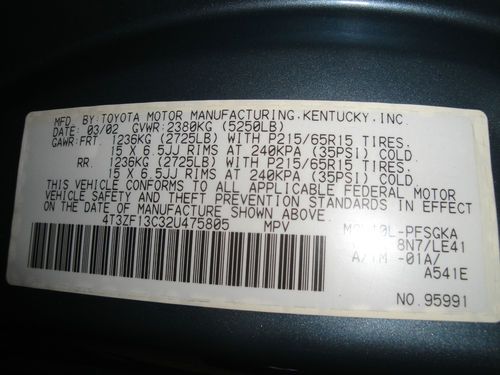 MFD. BY TOYOTA MOTOR MANUFACTURING.KENTUCKY,INC.
DATE: 03/02 GVWR:2380KG (5250LB)
GAWR:FRT. 1236KG (2725LB) WITH P215/65R15 TIRES.
15 X 6.5JJ RIMS AT 240KPA (35PSI) COLD.
RR. 1236KG (2725LB) WITH P215/65R15 TIRES.
15 X 6.5JJ RIMS AT 240KPA (35PSI) COLD.
THIS VEHICLE CONFORMS TO ALL APPLICABLE FEDERAL MOTOR
VEHICLE SAFETY AND THEFT PREVENTION STANDARDS IN EFFECT
ON THE DATE OF MANUFACTURE SHOWN ABOVE.
4T3ZF13C32U475805 MPV
-PFSGKA
8N7/LE41
-01A/
A541E
NO.95991